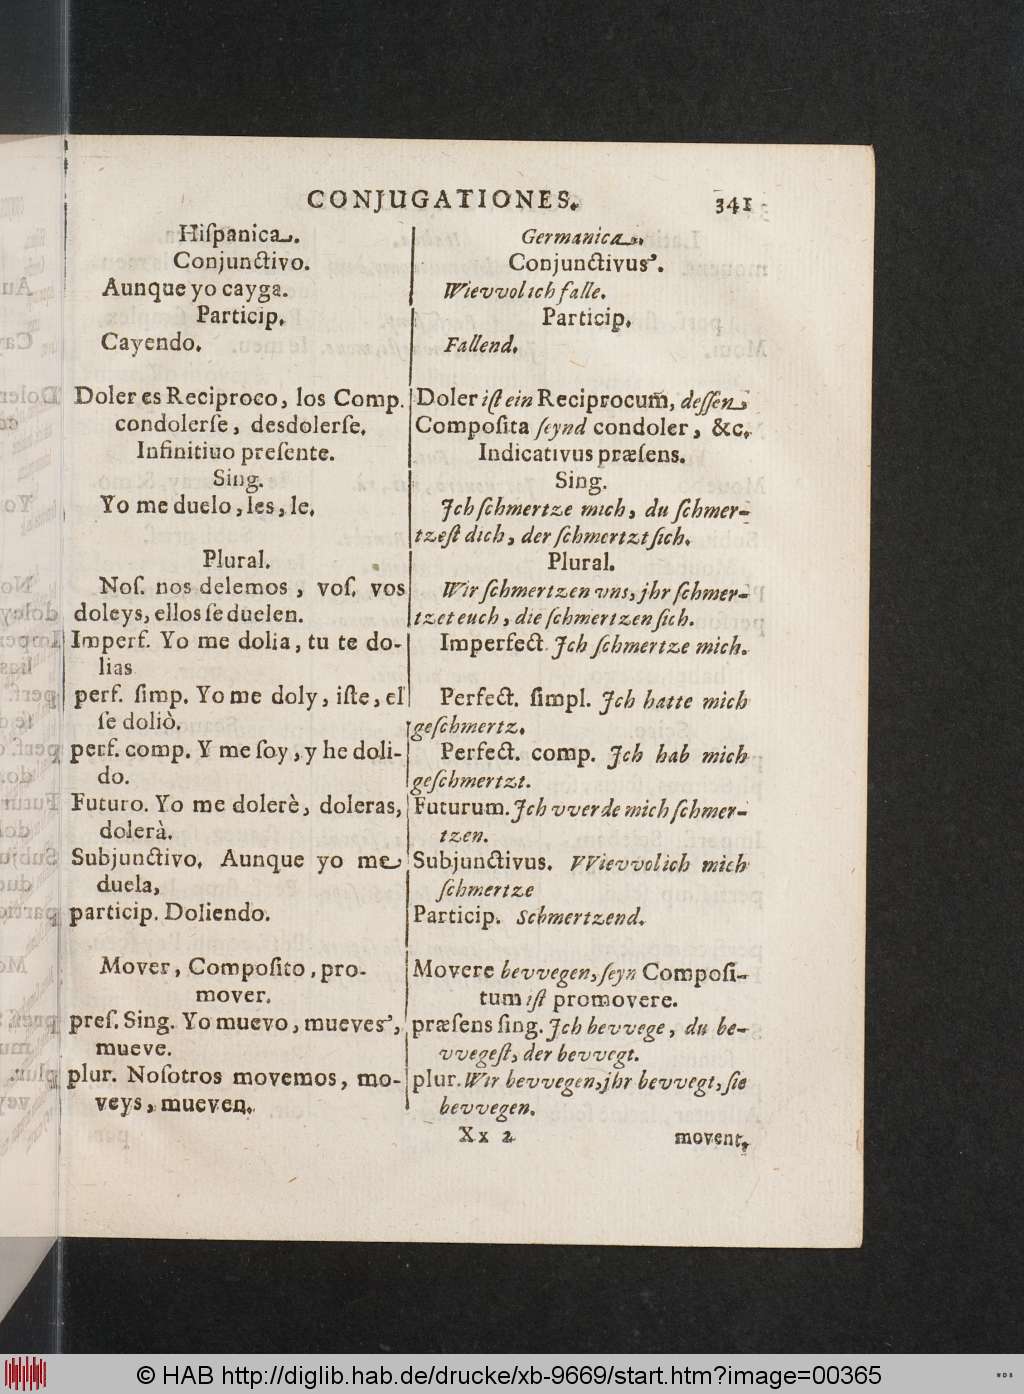 CONJUGATIONES. 341
Hiſpanica.
Conjunctivo.
Aunque yo cayga.
Particip.
Cayendo.
Doler es Reciproco, los Comp.
condolerſe, desdolerſe.
Infinitiuo preſente.
Sing.
Yo me duelo, les, le.
Plural.
Noſ. nos delemos, voſ. vos
doleys, ellos ſe duelen.
Imperf. Yo me dolia, tu te do-
lias
perf. ſimp. Yo me doly, iſte, el
ſe doliò.
perf. comp. Y me ſoy, y he doli-
do.
Futuro. Yo me dolerè, doleras,
dolerà.
Subjunctivo. Aunque yo me
duela,
particip. Doliendo.
Mover, Compoſito, pro-
mover.
preſ. Sing. Yo muevo, mueves,
mueve.
plur. Noſotros movemos, mo-
veys, mueven.
Germanica.
Conjunctivus.
Wievvol ich falle.
Particip.
Fallend.
Doler iſt ein Reciprocum, deſſen
Compoſita ſeynd condoler, &c.
Indicativus præſens.
Sing.
Jch ſchmertze mich, du ſchmer-
tzeſt dich, der ſchmertzt ſich.
Plural.
Wir ſchmertzen vns, jhr ſchmer-
tzet euch, die ſchmertzen ſich.
Imperfect. Jch ſchmertze mich.
Perfect. ſimpl. Jch hatte mich
geſchmertz.
Perfect. comp. Jch hab mich
geſchmertzt.
Futurum. Jch vverde mich ſchmer-
tzen.
Subjunctivus. VVievvolich mich
ſchmertze
Particip. Schmertzend.
Movere bevvegen, ſeyn Compoſi-
tum iſt promovere.
præſens ſing. Jch bevvege, du be-
vvegeſt, der bevvegt.
plur. Wir bevvegen, jhr bevvegt, ſie
bevvegen.
Xx 2 movent,
© HAB http://diglib.hab.de/drucke/xb-9669/start.htm?image=00365